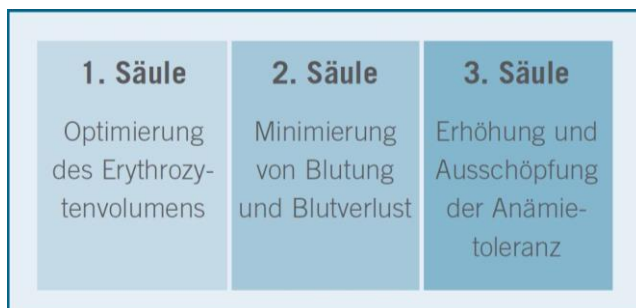 1. Säule
Optimierung
des Erythrozy-
tenvolumens
2. Säule
Minimierung
von Blutung
und Blutverlust
3. Säule
Erhöhung und
Ausschöpfung
der Anämie-
toleranz